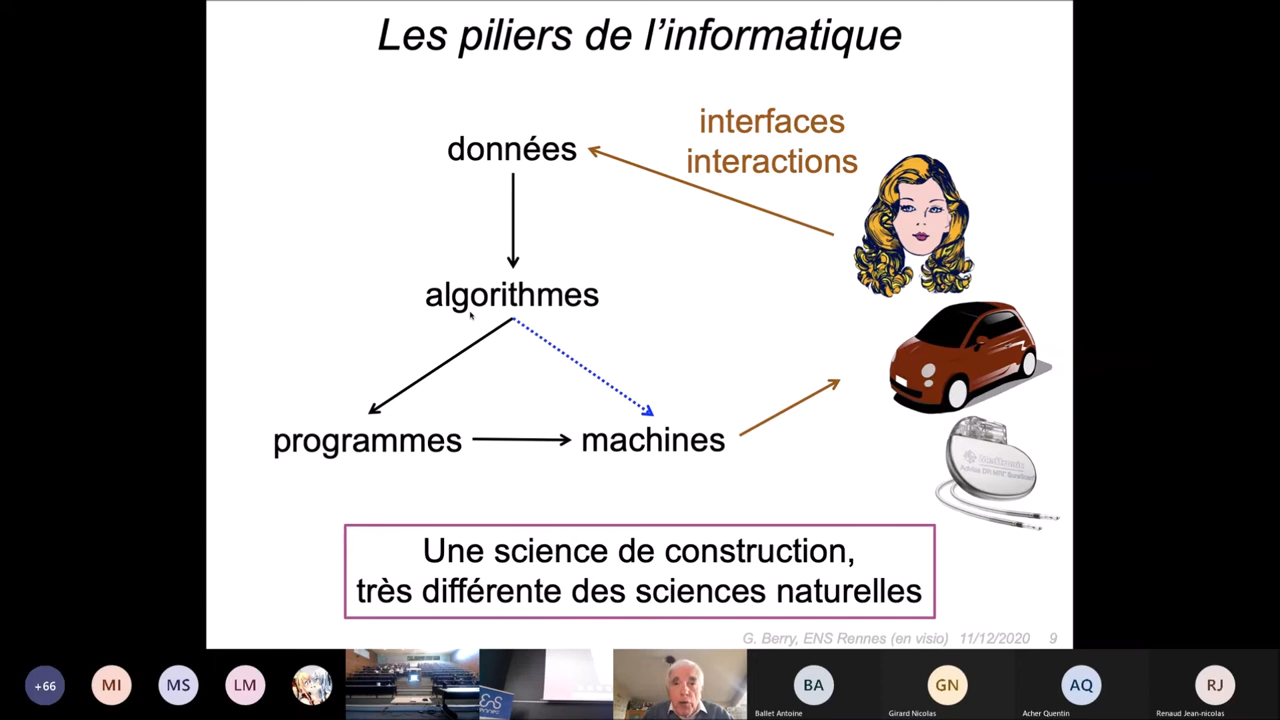 Les piliers de l’informatique
interfaces
interactions
données
algorithmes
programmes
machines
Medtronic
Une science de construction,
très différente des sciences naturelles
G. Berry, ENS Rennes (en visio) 11/12/2020 9
+66
MI
MS
LM
BA
GN
AQ
RJ
Ballet Antoine
Girard Nicolas
Acher Quentin
Renaud Jean-nicolas